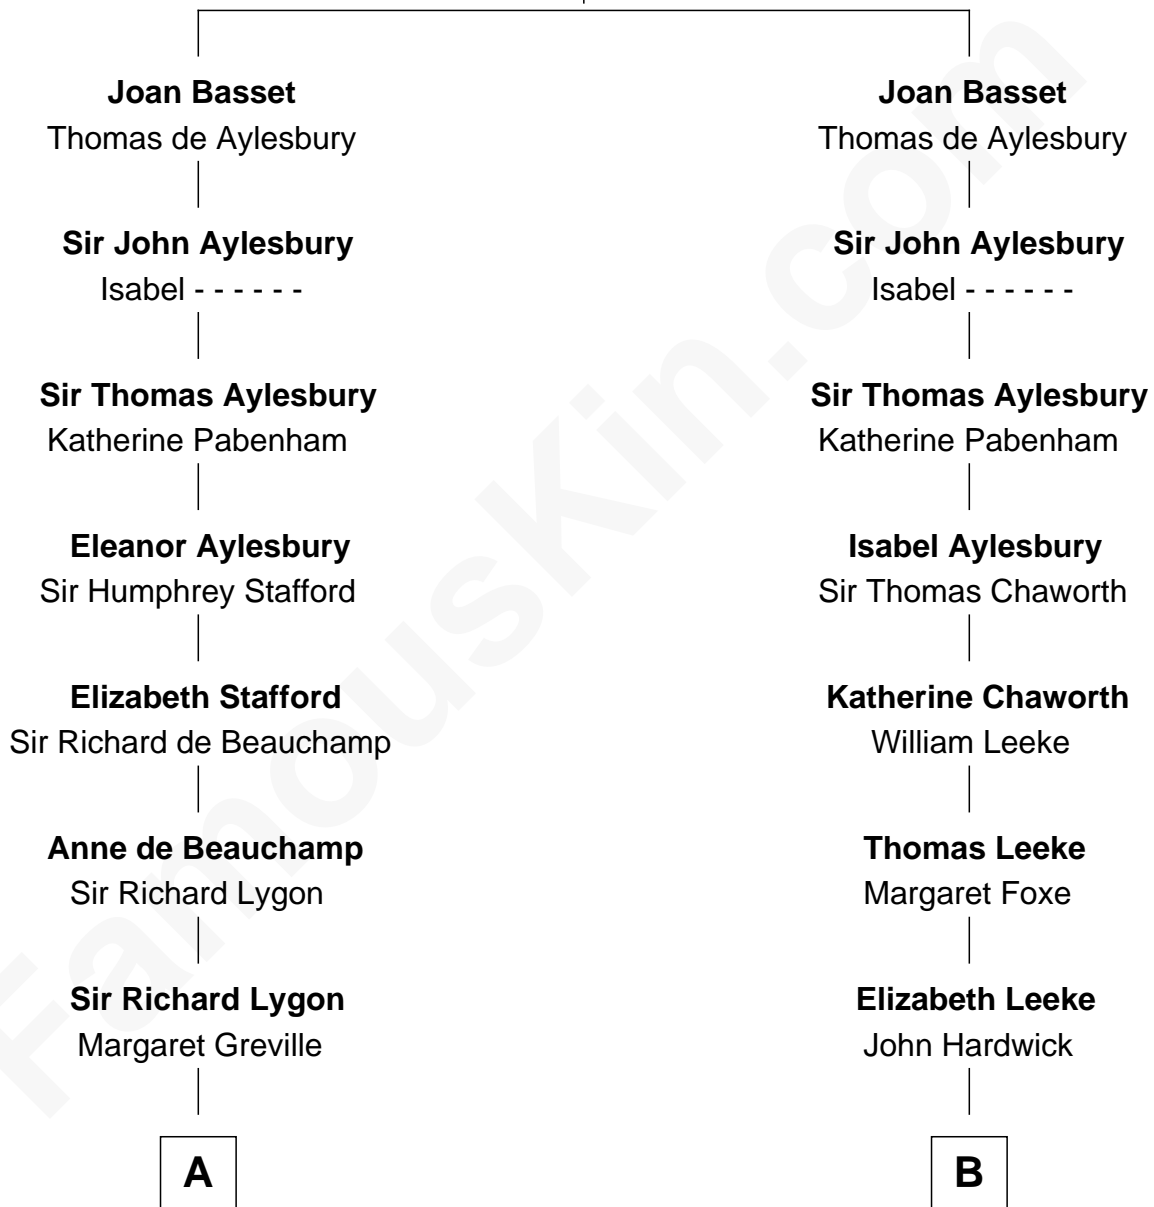 Joan Basset
Thomas de Aylesbury
Sir John Aylesbury
Isabel - - - - - -
Sir Thomas Aylesbury
Katherine Pabenham
Eleanor Aylesbury
Sir Humphrey Stafford
Elizabeth Stafford
Sir Richard de Beauchamp
Anne de Beauchamp
Sir Richard Lygon
Sir Richard Lygon
Margaret Greville
A
Joan Basset
Thomas de Aylesbury
Sir John Aylesbury
Isabel - - - - - -
Sir Thomas Aylesbury
Katherine Pabenham
Isabel Aylesbury
Sir Thomas Chaworth
Katherine Chaworth
William Leeke
Thomas Leeke
Margaret Foxe
Elizabeth Leeke
John Hardwick
B
FamousKin.com